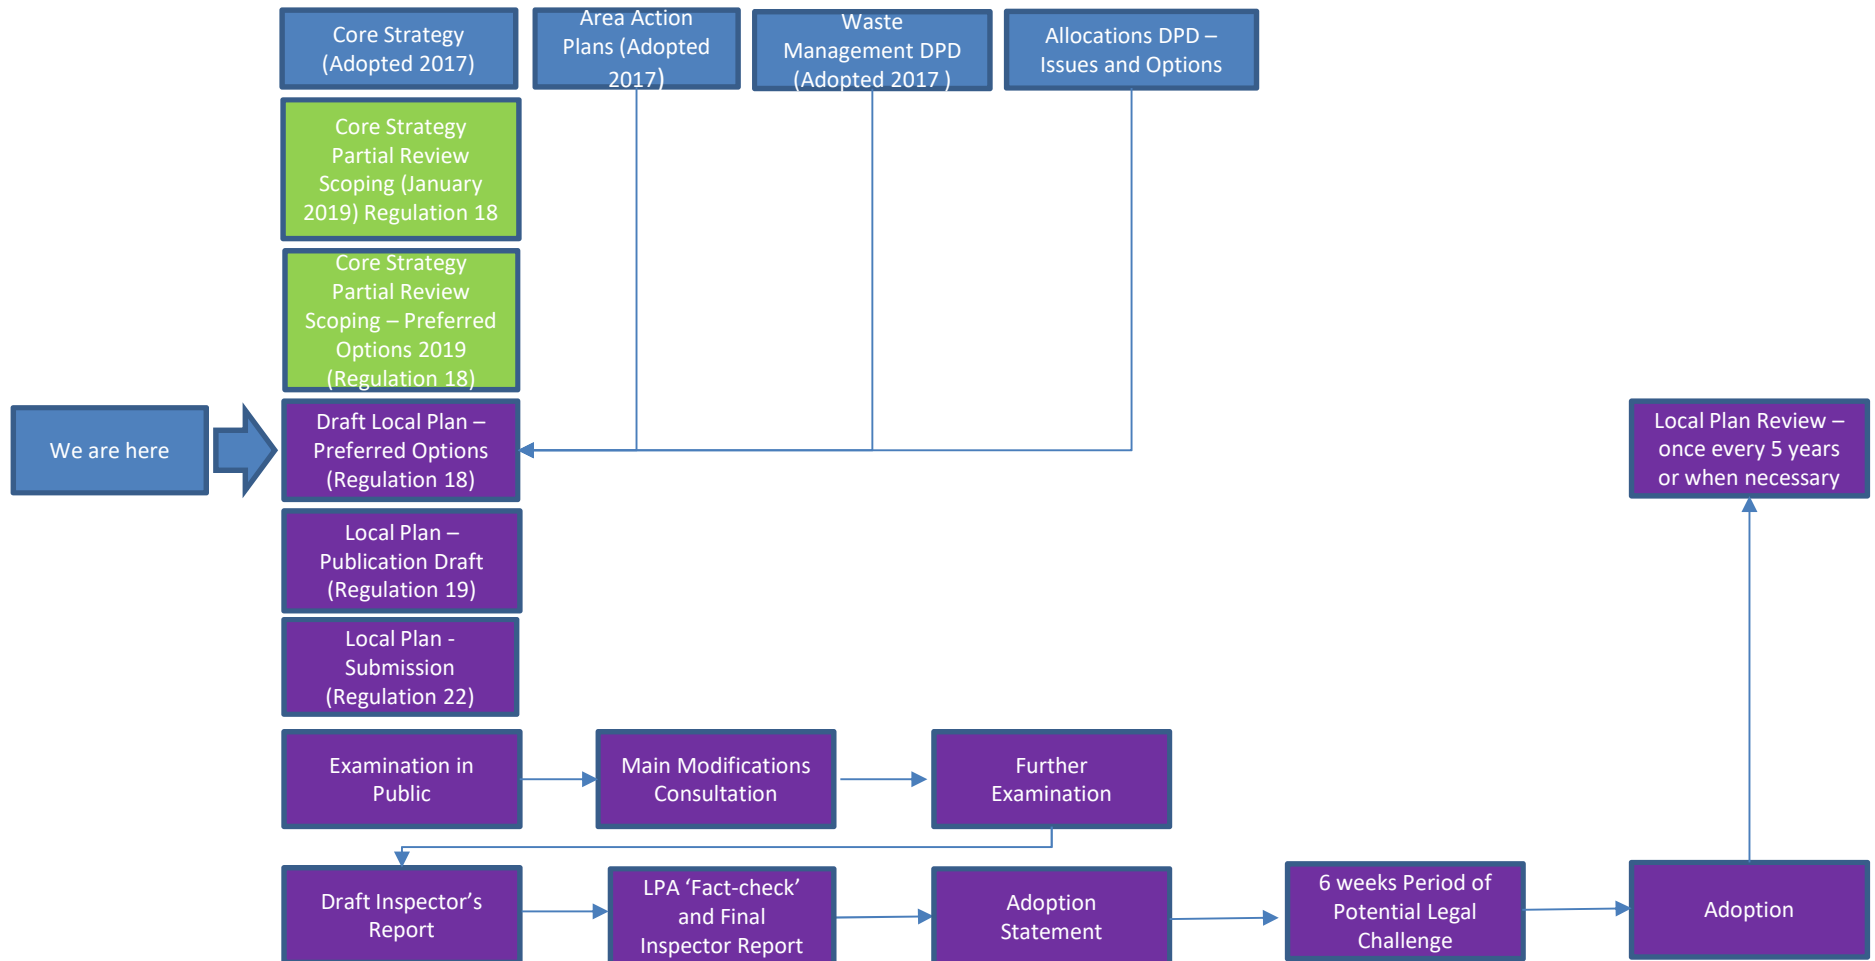 Core Strategy
(Adopted 2017)
Area Action
Plans (Adopted
2017)
Waste
Management DPD
(Adopted 2017 )
Allocations DPD –
Issues and Options
Core Strategy
Partial Review
Scoping (January
2019) Regulation 18
Core Strategy
Partial Review
Scoping – Preferred
Options 2019
(Regulation 18)
We are here
Draft Local Plan –
Preferred Options
(Regulation 18)
Local Plan Review –
once every 5 years
or when necessary
Local Plan –
Publication Draft
(Regulation 19)
Local Plan -
Submission
(Regulation 22)
Examination in
Public
Main Modifications
Consultation
Further
Examination
Draft Inspector’s
Report
LPA ‘Fact-check’
and Final
Inspector Report
Adoption
Statement
6 weeks Period of
Potential Legal
Challenge
Adoption